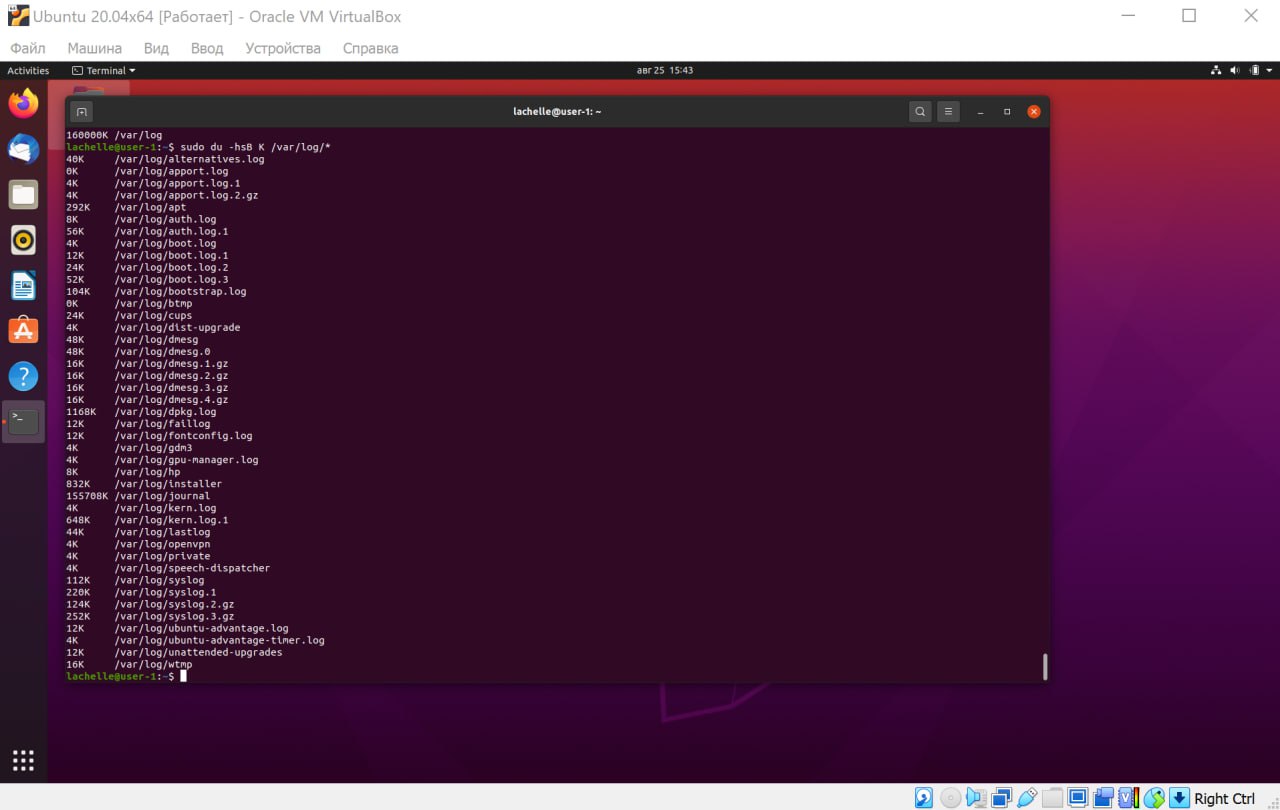 Ubuntu 20.04x64 [Работает] - Oracle VM VirtualBox
Файл Машина Вид Ввод Устройства Справка
Activities Terminal авг 25 15:43
lachelle@user-1: ~
160000K /var/log
lachelle@user-1:~$ sudo du -hsB K /var/log/*
40K /var/log/alternatives.log
0K /var/log/apport.log
4K /var/log/apport.log.1
4K /var/log/apport.log.2.gz
292K /var/log/apt
8K /var/log/auth.log
56K /var/log/auth.log.1
4K /var/log/boot.log
12K /var/log/boot.log.1
24K /var/log/boot.log.2
52K /var/log/boot.log.3
104K /var/log/bootstrap.log
0K /var/log/btmp
24K /var/log/cups
4K /var/log/dist-upgrade
48K /var/log/dmesg
48K /var/log/dmesg.0
16K /var/log/dmesg.1.gz
16K /var/log/dmesg.2.gz
16K /var/log/dmesg.3.gz
16K /var/log/dmesg.4.gz
1168K /var/log/dpkg.log
12K /var/log/faillog
12K /var/log/fontconfig.log
4K /var/log/gdm3
4K /var/log/gpu-manager.log
8K /var/log/hp
832K /var/log/installer
155708K /var/log/journal
4K /var/log/kern.log
648K /var/log/kern.log.1
44K /var/log/lastlog
4K /var/log/openvpn
4K /var/log/private
4K /var/log/speech-dispatcher
112K /var/log/syslog
220K /var/log/syslog.1
124K /var/log/syslog.2.gz
252K /var/log/syslog.3.gz
12K /var/log/ubuntu-advantage.log
4K /var/log/ubuntu-advantage-timer.log
12K /var/log/unattended-upgrades
16K /var/log/wtmp
lachelle@user-1:~$
Right Ctrl